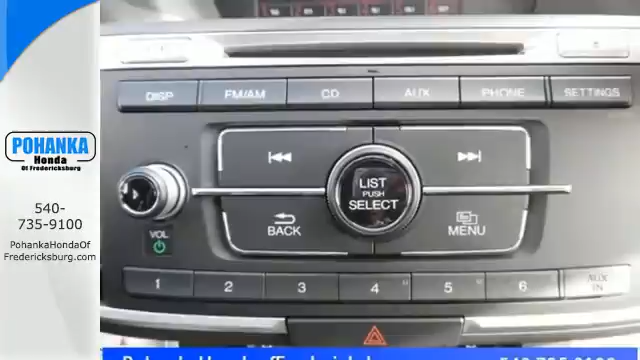 DISP FM/AM CD AUX PHONE SETTINGS
POHANKA
Honda
Of Fredericksburg
LIST
PUSH
SELECT
BACK
MENU
540-
735-9100
VOL
PohankaHondaOf
Fredericksburg.com
1 2 3 4 5 6 AUX IN